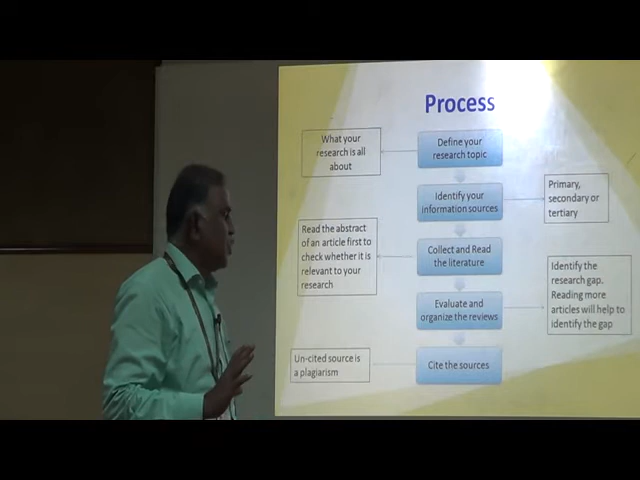 Process
What your
research is all
about
Define your
research topic
Identify your
information sources
Primary,
secondary or
tertiary
Read the abstract
of an article first to
check whether it is
relevant to your
research
Collect and Read
the literature
Identify the
research gap.
Reading more
articles will help to
identify the gap
Evaluate and
organize the reviews
Un-cited source is
a plagiarism
Cite the sources